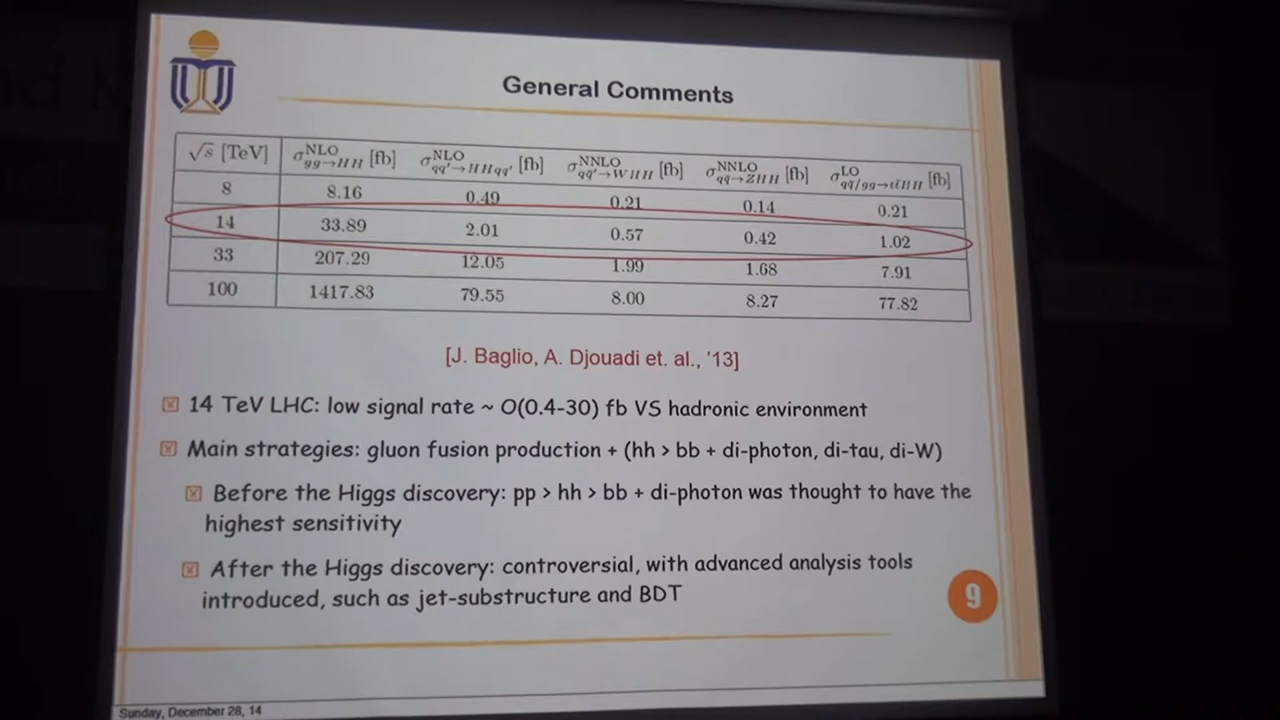 General Comments
√s [TeV] σ^NLO_gg→HH [fb] σ^NLO_qq'→HHqq' [fb] σ^NNLO_qq'→WHH [fb] σ^NNLO_qq̄→ZHH [fb] σ^LO_qq̄/gg→tt̄HH [fb]
8 8.16 0.49 0.21 0.14 0.21
14 33.89 2.01 0.57 0.42 1.02
33 207.29 12.05 1.99 1.68 7.91
100 1417.83 79.55 8.00 8.27 77.82
[J. Baglio, A. Djouadi et. al., '13]
14 TeV LHC: low signal rate ~ O(0.4-30) fb VS hadronic environment
Main strategies: gluon fusion production + (hh > bb + di-photon, di-tau, di-W)
Before the Higgs discovery: pp > hh > bb + di-photon was thought to have the
highest sensitivity
After the Higgs discovery: controversial, with advanced analysis tools
introduced, such as jet-substructure and BDT
9
Sunday, December 28, 14